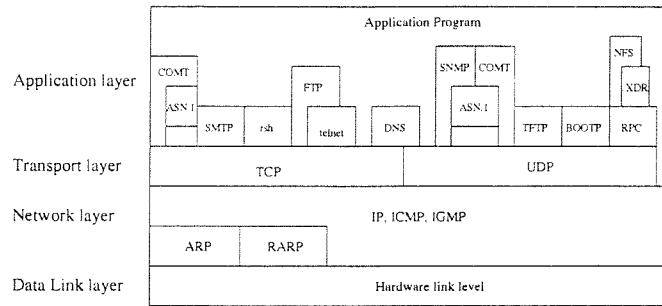 Application Program
NFS
COMT
SNMP
COMT
Application layer
FTP
XDR
ASN.1
ASN.1
SMTP
rsh
telnet
DNS
TFTP
BOOTP
RPC
Transport layer
TCP
UDP
Network layer
IP, ICMP, IGMP
ARP
RARP
Data Link layer
Hardware link level